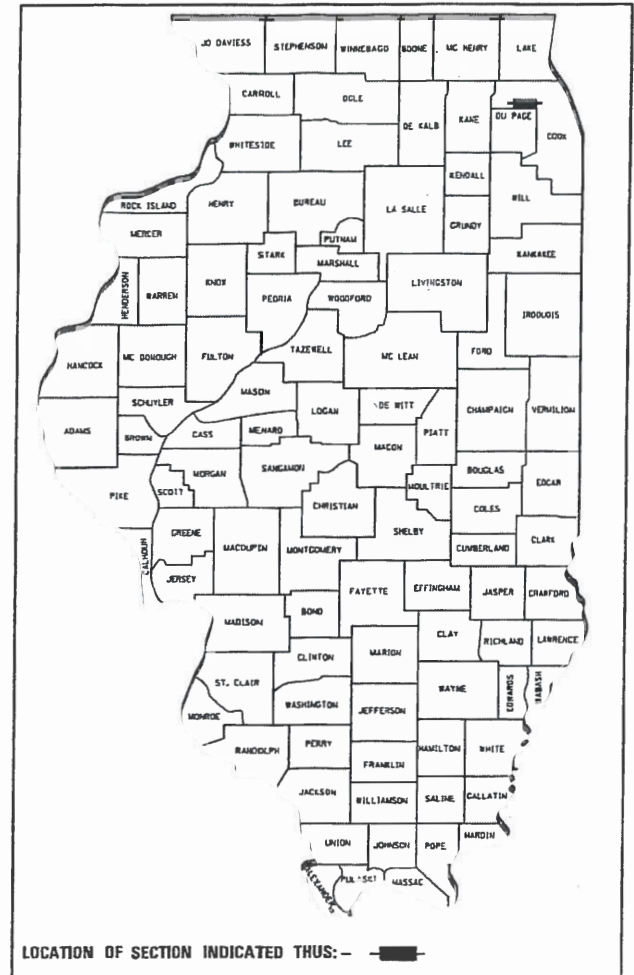 JO DAVIESS
STEPHENSON
WINNEBAGO
BOONE
MC HENRY
LAKE
CARROLL
OGLE
DE KALB
KANE
DU PAGE
COOK
WHITESIDE
LEE
KENDALL
WILL
ROCK ISLAND
HENRY
BUREAU
LA SALLE
GRUNDY
MERCER
PUTNAM
KANKAKEE
STARK
MARSHALL
HENDERSON
WARREN
KNOX
PEORIA
WOODFORD
LIVINGSTON
IROQUOIS
HANCOCK
MC DONOUGH
FULTON
TAZEWELL
MC LEAN
FORD
SCHUYLER
MASON
LOGAN
DE WITT
CHAMPAIGN
VERMILION
ADAMS
BROWN
CASS
MENARD
MACON
PIATT
PIKE
SCOTT
MORGAN
SANGAMON
MOULTRIE
DOUGLAS
EDGAR
CHRISTIAN
COLES
CALHOUN
GREENE
MACOUPIN
MONTGOMERY
SHELBY
CUMBERLAND
CLARK
JERSEY
FAYETTE
EFFINGHAM
JASPER
CRAWFORD
MADISON
BOND
CLAY
RICHLAND
LAWRENCE
ST. CLAIR
CLINTON
MARION
WAYNE
EDWARDS
WABASH
MONROE
WASHINGTON
JEFFERSON
RANDOLPH
PERRY
HAMILTON
WHITE
FRANKLIN
JACKSON
WILLIAMSON
SALINE
GALLATIN
UNION
JOHNSON
POPE
HARDIN
ALEXANDER
PULASKI
MASSAC
LOCATION OF SECTION INDICATED THUS: -